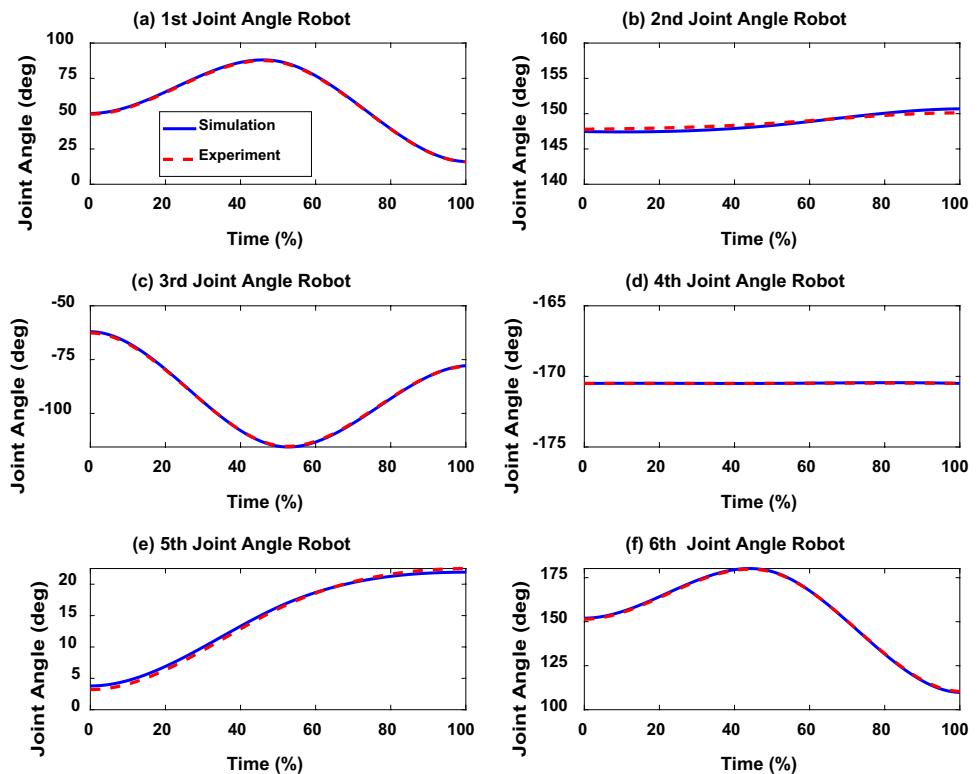 (a) 1st Joint Angle Robot
Joint Angle (deg)
100
75
50
25
0
Simulation
Experiment
0 20 40 60 80 100
Time (%)
(b) 2nd Joint Angle Robot
Joint Angle (deg)
160
155
150
145
140
0 20 40 60 80 100
Time (%)
(c) 3rd Joint Angle Robot
Joint Angle (deg)
-50
-75
-100
0 20 40 60 80 100
Time (%)
(d) 4th Joint Angle Robot
Joint Angle (deg)
-165
-170
-175
0 20 40 60 80 100
Time (%)
(e) 5th Joint Angle Robot
Joint Angle (deg)
20
15
10
5
0
0 20 40 60 80 100
Time (%)
(f) 6th Joint Angle Robot
Joint Angle (deg)
175
150
125
100
0 20 40 60 80 100
Time (%)